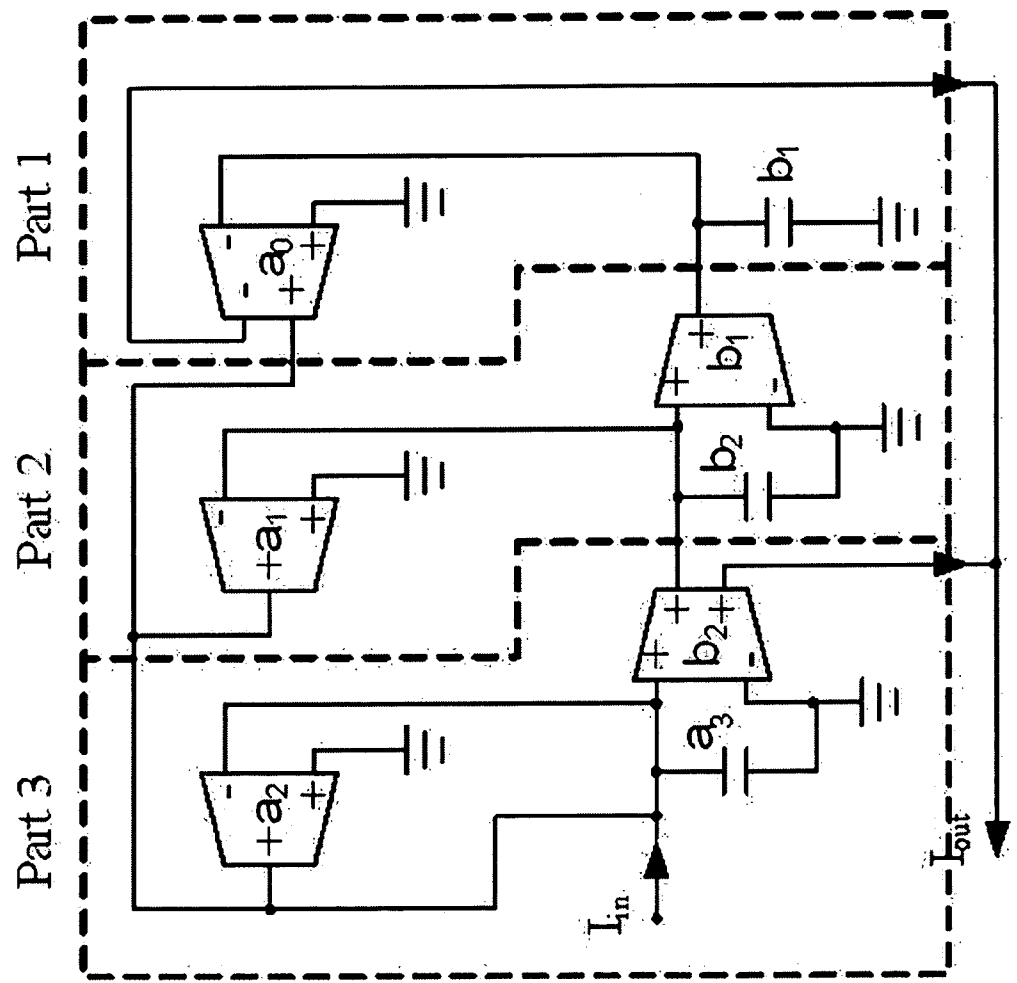 Part 1
Part 2
Part 3
-
+
a0
-
+
b1
-
+
a1
+
+
+
b1
-
b2
-
+
a2
+
+
+
b2
+
-
a3
Iin
Iout